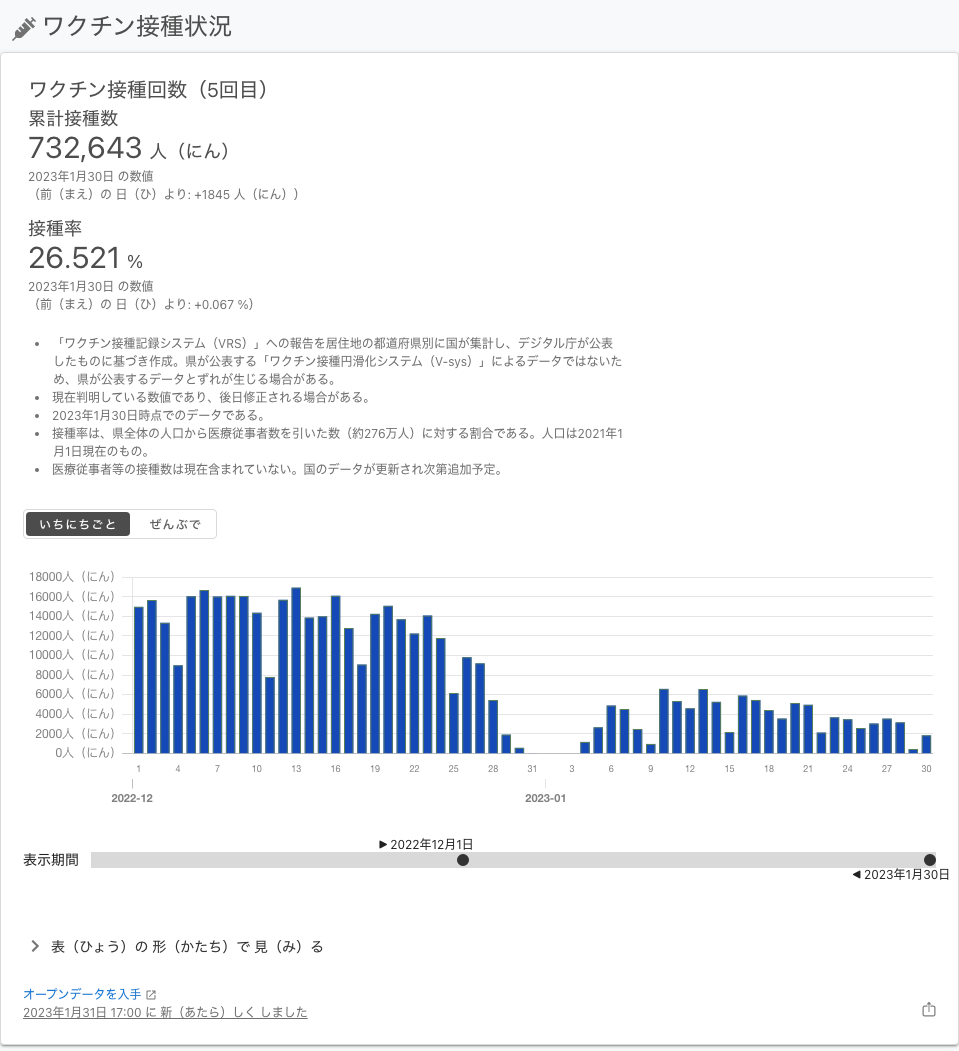 ワクチン接種状況
ワクチン接種回数（5回目）
累計接種数
732,643 人（にん）
2023年1月30日 の数値
（前（まえ）の 日（ひ）より: +1845 人（にん））
接種率
26.521 %
2023年1月30日 の数値
（前（まえ）の 日（ひ）より: +0.067 %）
• 「ワクチン接種記録システム（VRS）」への報告を居住地の都道府県別に国が集計し、デジタル庁が公表
したものに基づき作成。県が公表する「ワクチン接種円滑化システム（V-sys）」によるデータではないた
め、県が公表するデータとずれが生じる場合がある。
• 現在判明している数値であり、後日修正される場合がある。
• 2023年1月30日時点でのデータである。
• 接種率は、県全体の人口から医療従事者数を引いた数（約276万人）に対する割合である。人口は2021年1
月1日現在のもの。
• 医療従事者等の接種数は現在含まれていない。国のデータが更新され次第追加予定。
いちにちごと ぜんぶで
18000人（にん）
16000人（にん）
14000人（にん）
12000人（にん）
10000人（にん）
8000人（にん）
6000人（にん）
4000人（にん）
2000人（にん）
0人（にん）
1 4 7 10 13 16 19 22 25 28 31 3 6 9 12 15 18 21 24 27 30
2022-12 2023-01
▶ 2022年12月1日
表示期間
◀ 2023年1月30日
表（ひょう）の 形（かたち）で 見（み）る
オープンデータを入手
2023年1月31日 17:00 に 新（あたら）しく しました